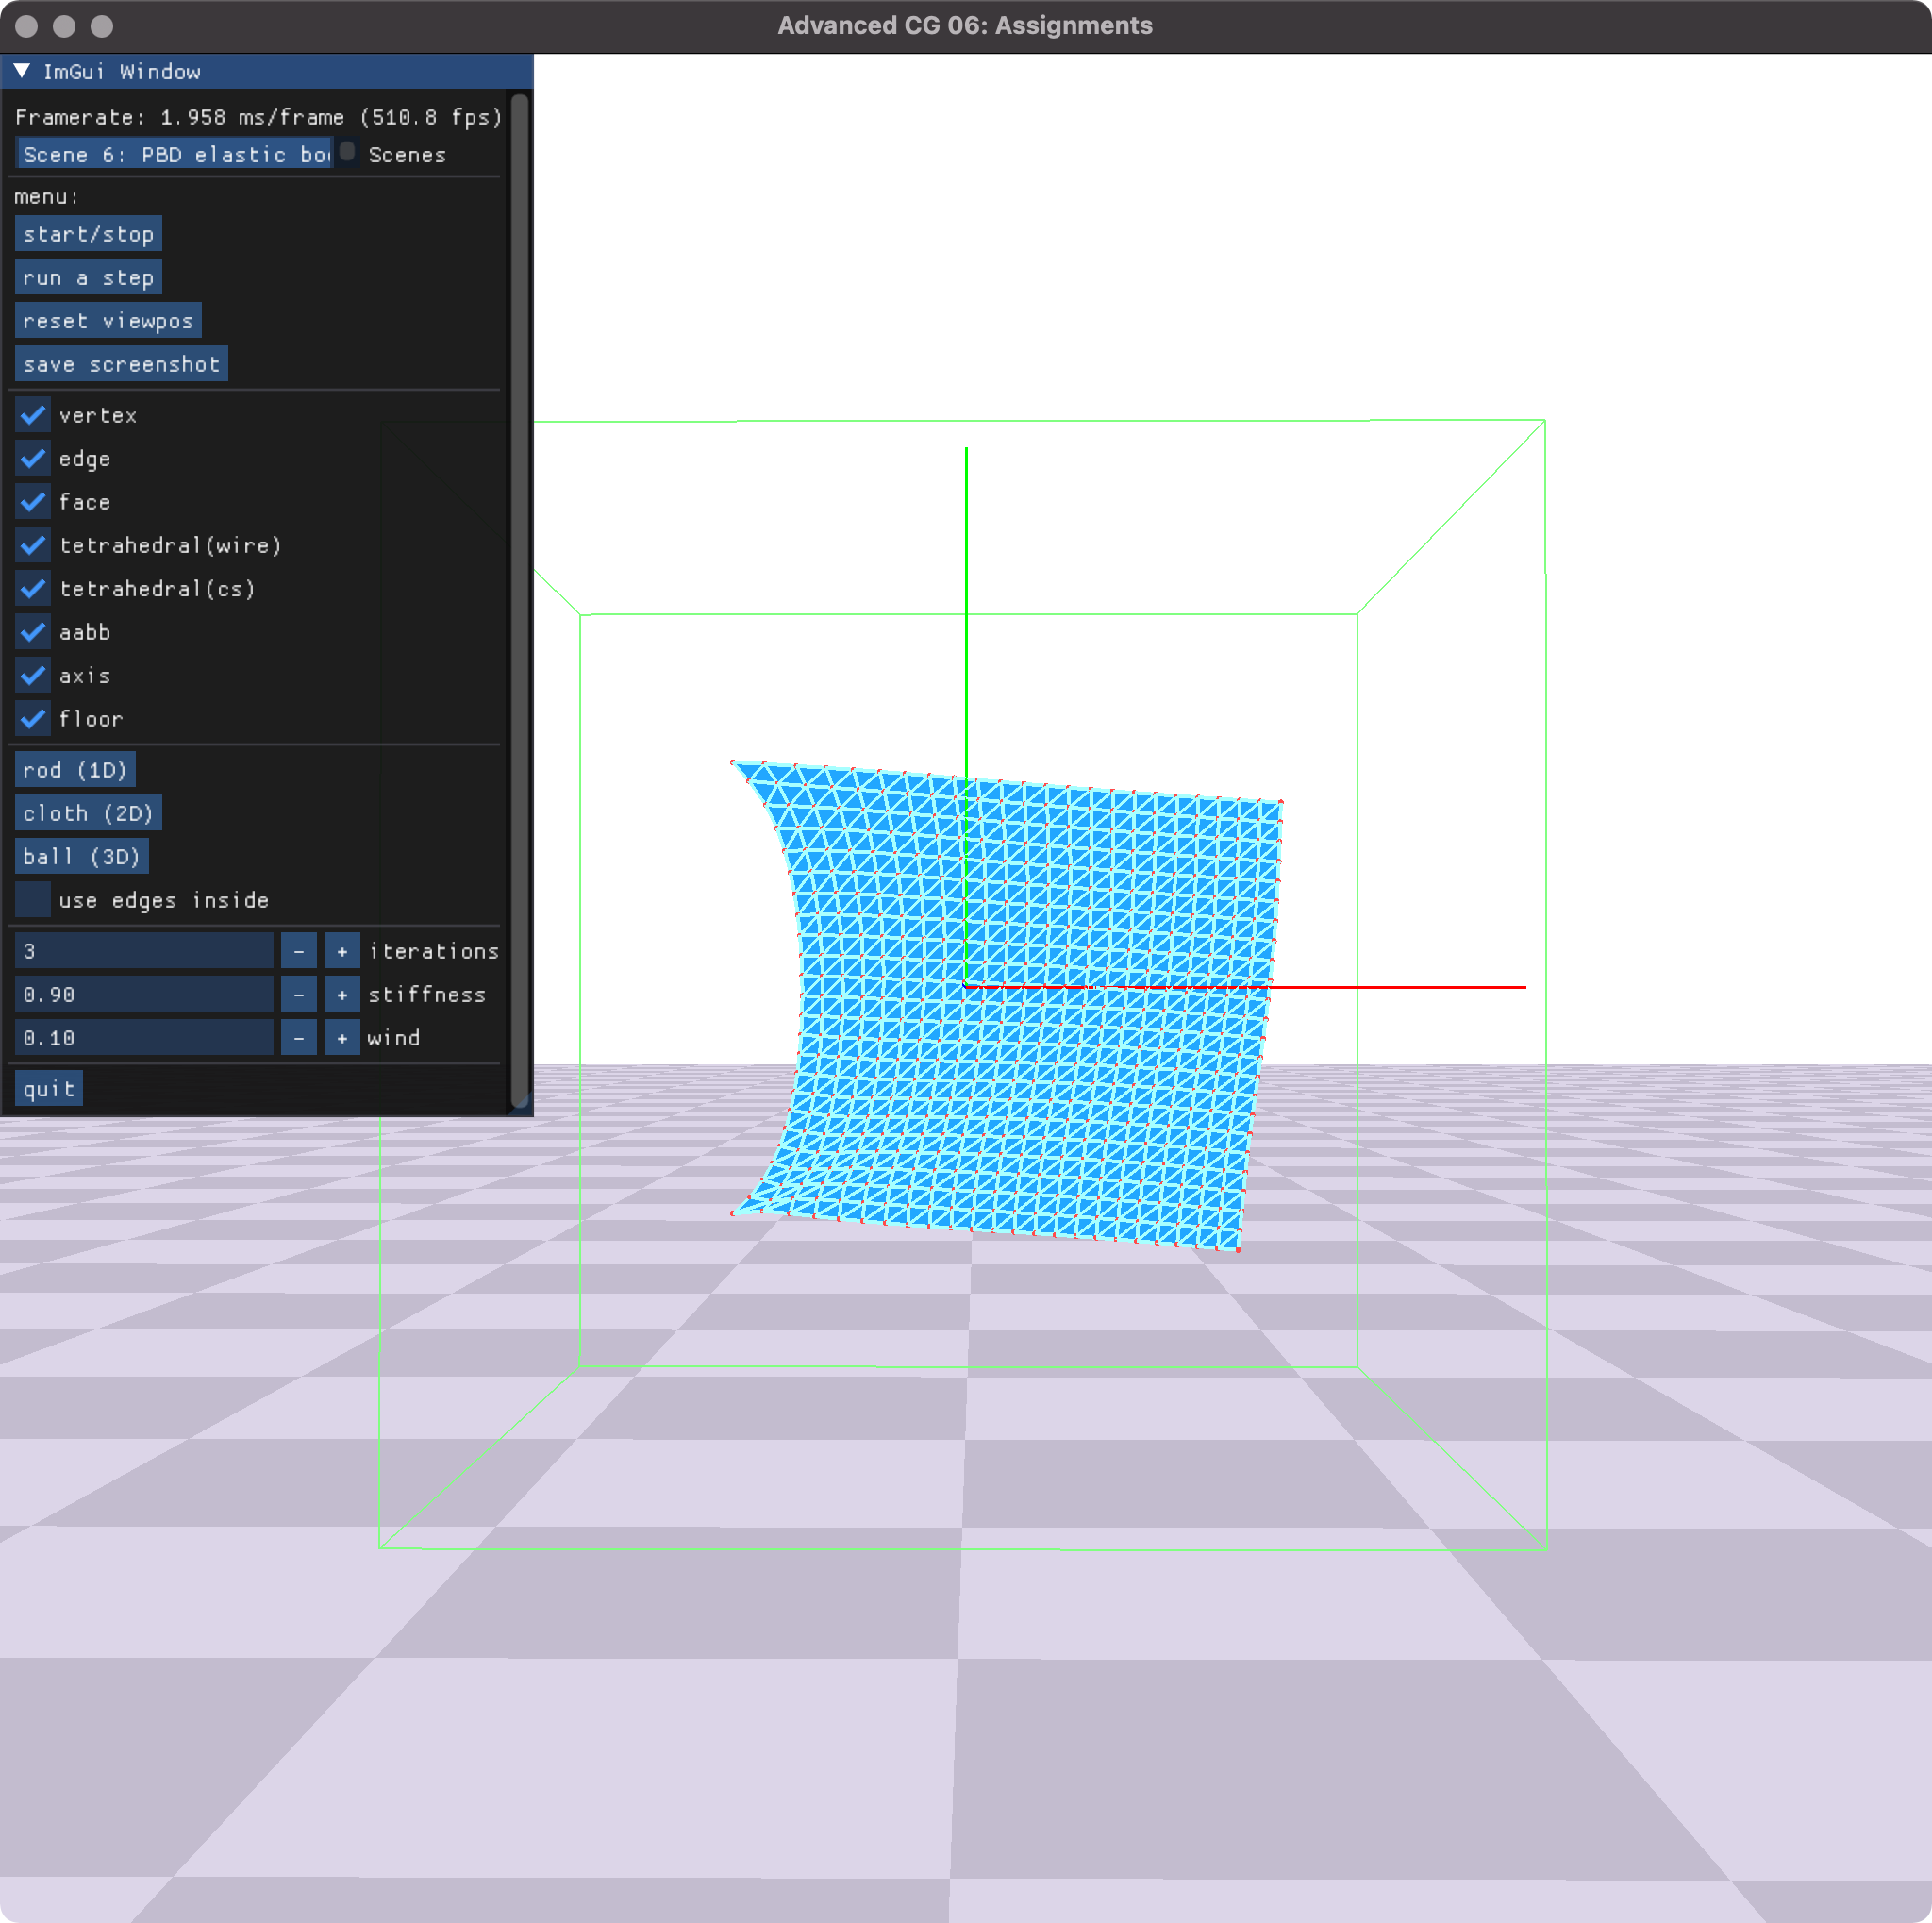 Advanced CG 06: Assignments
ImGui Window
Framerate: 1.958 ms/frame (510.8 fps)
Scene 6: PBD elastic bo Scenes
menu:
start/stop
run a step
reset viewpos
save screenshot
vertex
edge
face
tetrahedral(wire)
tetrahedral(cs)
aabb
axis
floor
rod (1D)
cloth (2D)
ball (3D)
use edges inside
3 - + iterations
0.90 - + stiffness
0.10 - + wind
quit